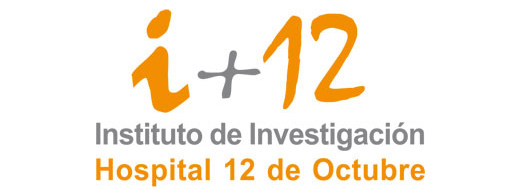 i+12
Instituto de Investigación
Hospital 12 de Octubre